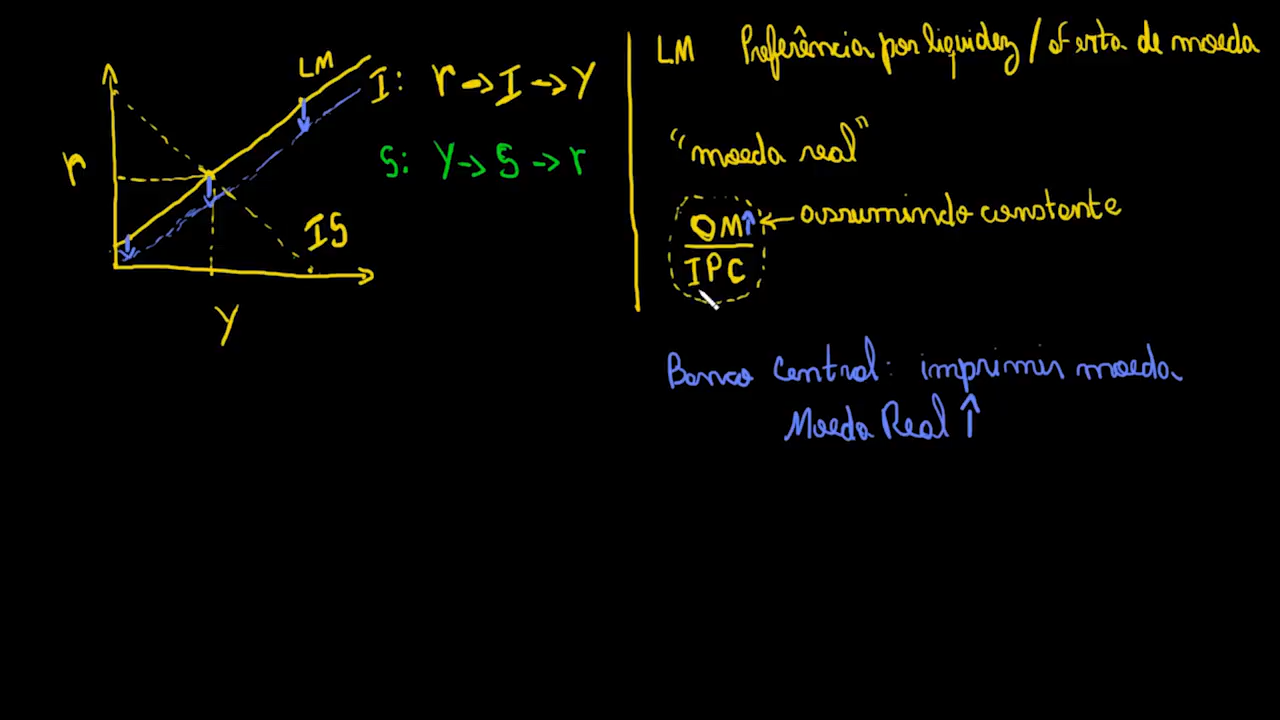 LM
I: r → I → Y
r
S: Y → S → r
IS
Y
LM Preferência por liquidez / oferta de moeda
"moeda real"
OM↑ ← assumindo constante
IPC
Banco Central: imprimir moeda
Moeda Real ↑